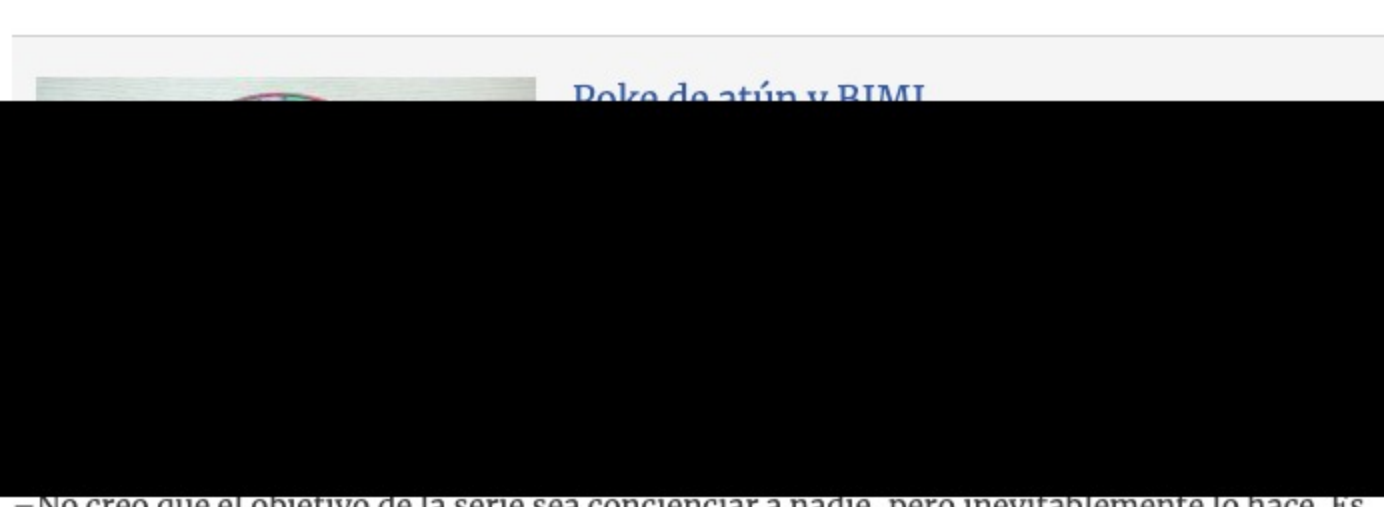 Poke de atún y BIMI
–No creo que el objetivo de la serie sea concienciar a nadie, pero inevitablemente lo hace. Es